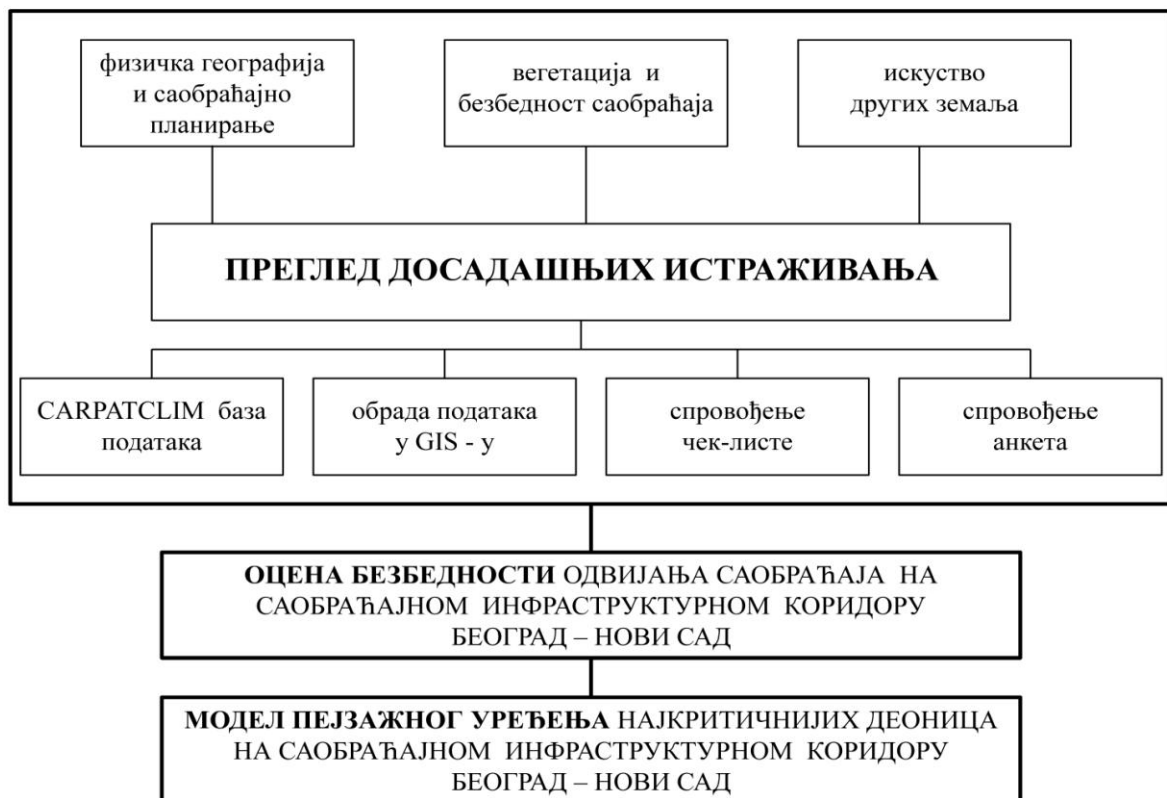 физичка географија
и саобраћајно
планирање
вегетација и
безбедност саобраћаја
искуство
других земаља
ПРЕГЛЕД ДОСАДАШЊИХ ИСТРАЖИВАЊА
CARPATCLIM база
података
обрада података
у GIS - у
спровођење
чек-листе
спровођење
анкета
ОЦЕНА БЕЗБЕДНОСТИ ОДВИЈАЊА САОБРАЋАЈА НА
САОБРАЋАЈНОМ ИНФРАСТРУКТУРНОМ КОРИДОРУ
БЕОГРАД – НОВИ САД
МОДЕЛ ПЕЈЗАЖНОГ УРЕЂЕЊА НАЈКРИТИЧНИЈИХ ДЕОНИЦА
НА САОБРАЋАЈНОМ ИНФРАСТРУКТУРНОМ КОРИДОРУ
БЕОГРАД – НОВИ САД